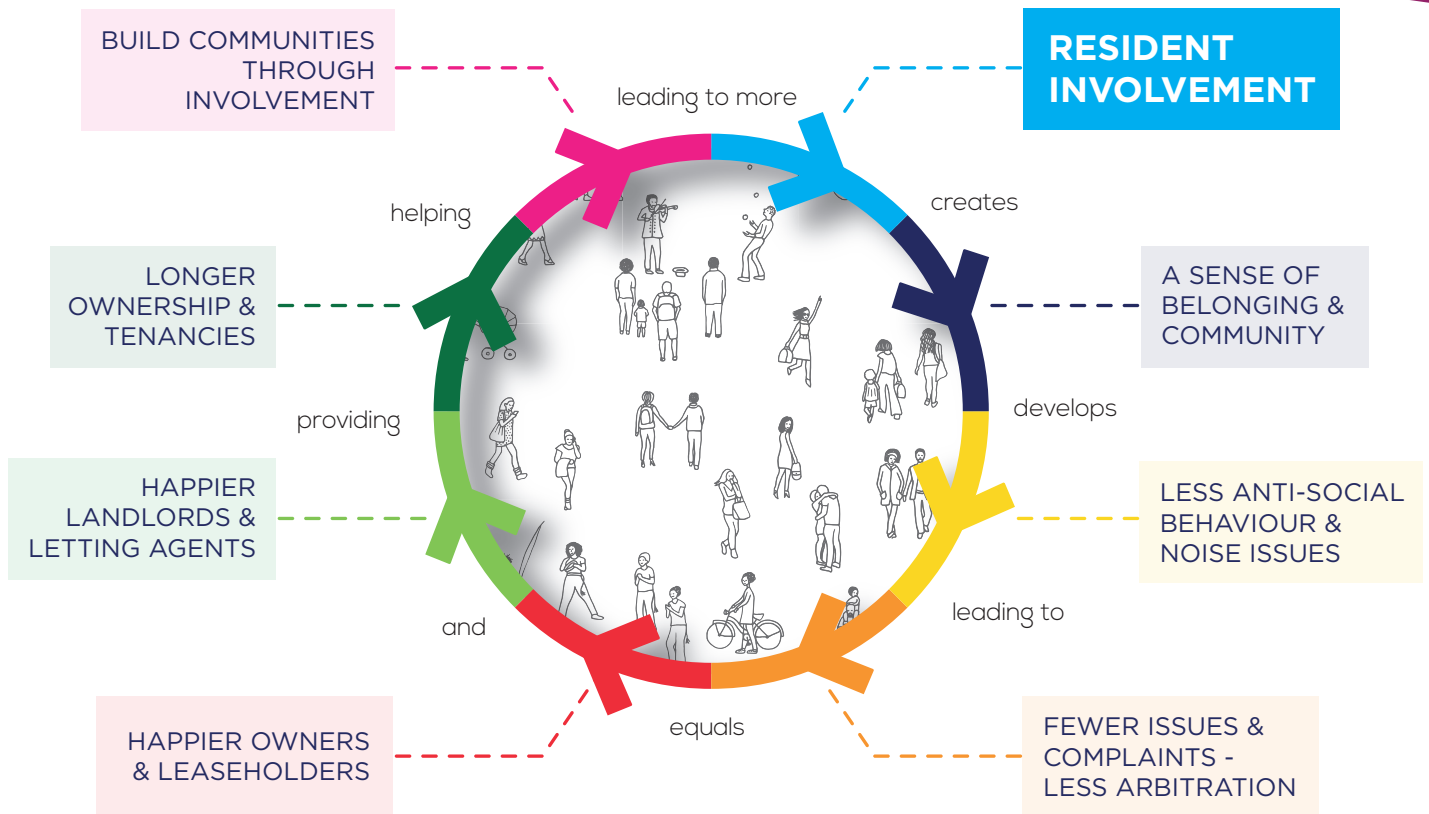 RESIDENT
INVOLVEMENT
creates
A SENSE OF
BELONGING &
COMMUNITY
develops
LESS ANTI-SOCIAL
BEHAVIOUR &
NOISE ISSUES
leading to
FEWER ISSUES &
COMPLAINTS -
LESS ARBITRATION
equals
HAPPIER OWNERS
& LEASEHOLDERS
and
HAPPIER
LANDLORDS &
LETTING AGENTS
providing
LONGER
OWNERSHIP &
TENANCIES
helping
BUILD COMMUNITIES
THROUGH
INVOLVEMENT
leading to more